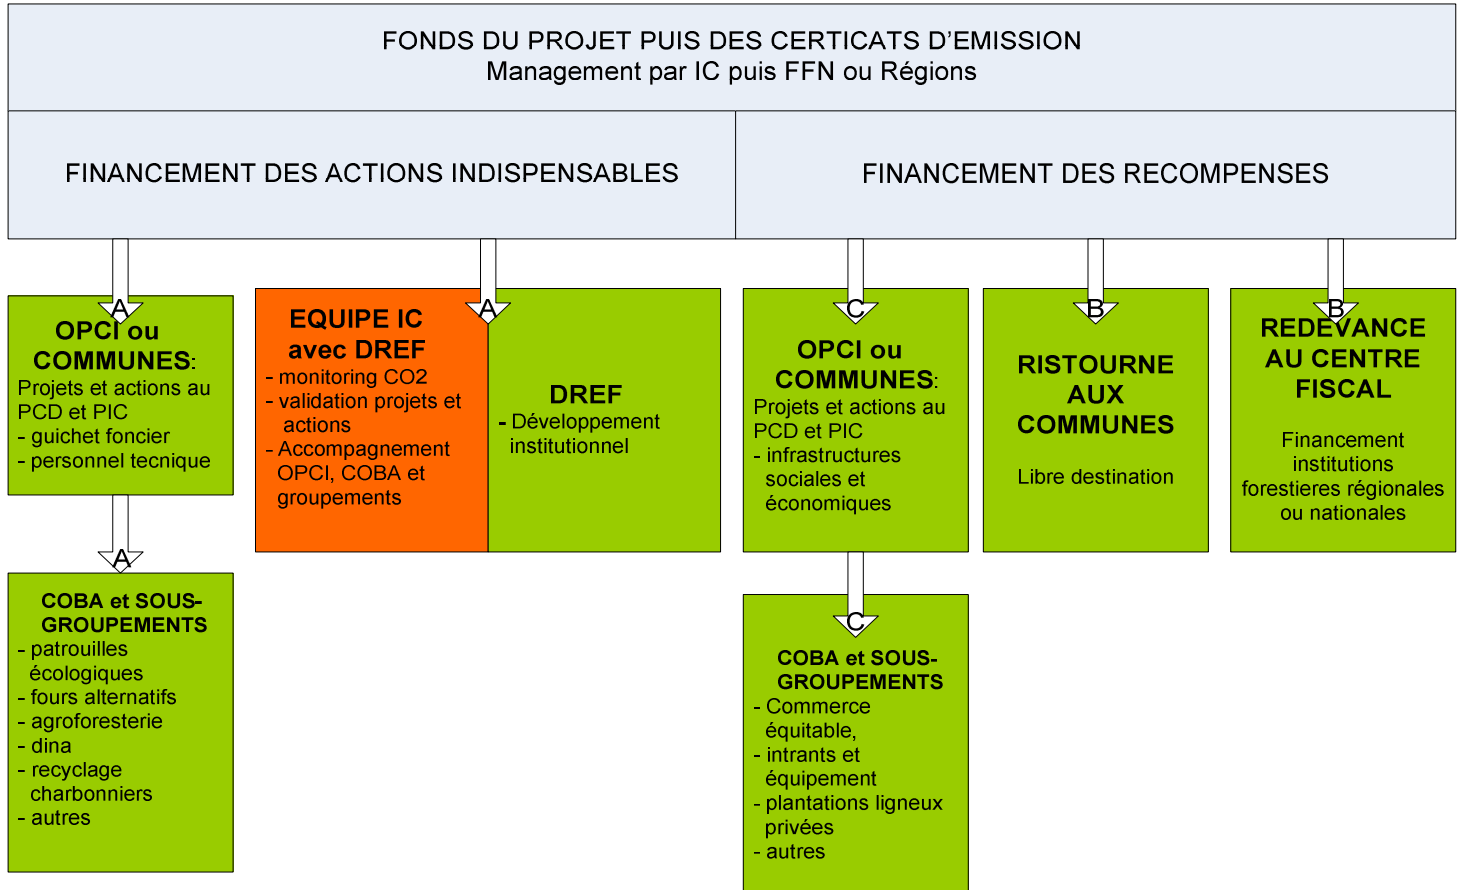 FONDS DU PROJET PUIS DES CERTICATS D'EMISSION
Management par IC puis FFN ou Régions
FINANCEMENT DES ACTIONS INDISPENSABLES
FINANCEMENT DES RECOMPENSES
A
OPCI ou
COMMUNES:
Projets et actions au
PCD et PIC
- guichet foncier
- personnel tecnique
A
COBA et SOUS-
GROUPEMENTS
- patrouilles
écologiques
- fours alternatifs
- agroforesterie
- dina
- recyclage
charbonniers
- autres
A
EQUIPE IC
avec DREF
- monitoring CO2
- validation projets et
actions
- Accompagnement
OPCI, COBA et
groupements
DREF
- Développement
institutionnel
C
OPCI ou
COMMUNES:
Projets et actions au
PCD et PIC
- infrastructures
sociales et
économiques
C
COBA et SOUS-
GROUPEMENTS
- Commerce
équitable,
- intrants et
équipement
- plantations ligneux
privées
- autres
B
RISTOURNE
AUX
COMMUNES
Libre destination
B
REDEVANCE
AU CENTRE
FISCAL
Financement
institutions
forestieres régionales
ou nationales